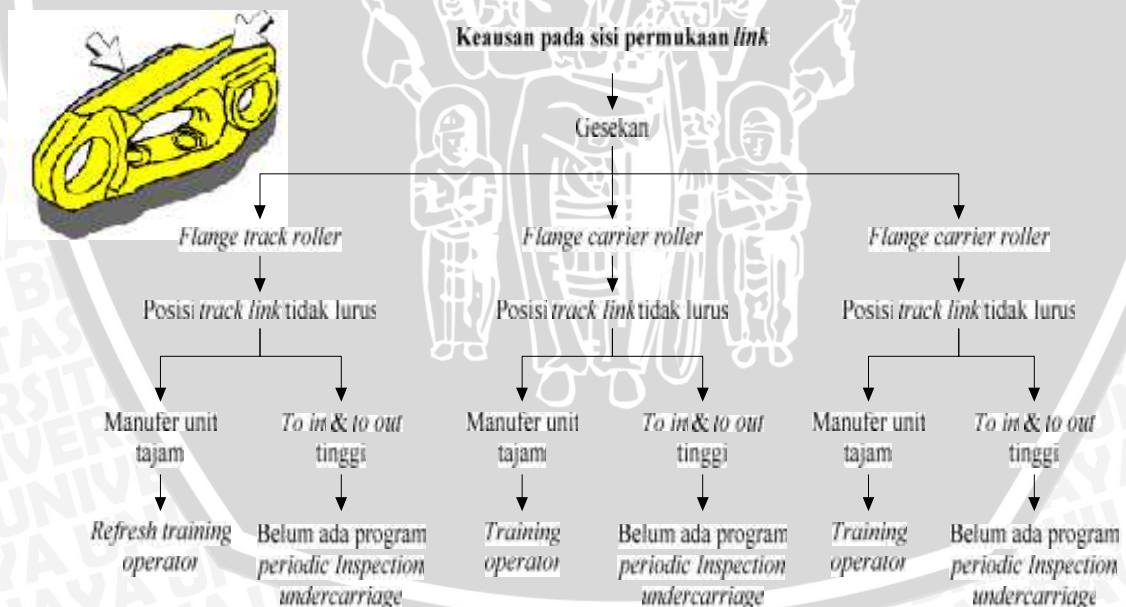 Keausan pada sisi permukaan link
Gesekan
Flange track roller
Flange carrier roller
Flange carrier roller
Posisi track link tidak lurus
Posisi track link tidak lurus
Posisi track link tidak lurus
Manufer unit
tajam
To in & to out
tinggi
Manufer unit
tajam
To in & to out
tinggi
Manufer unit
tajam
To in & to out
tinggi
Refresh training
operator
Belum ada program
periodic Inspection
undercarriage
Training
operator
Belum ada program
periodic Inspection
undercarriage
Training
operator
Belum ada program
periodic Inspection
undercarriage